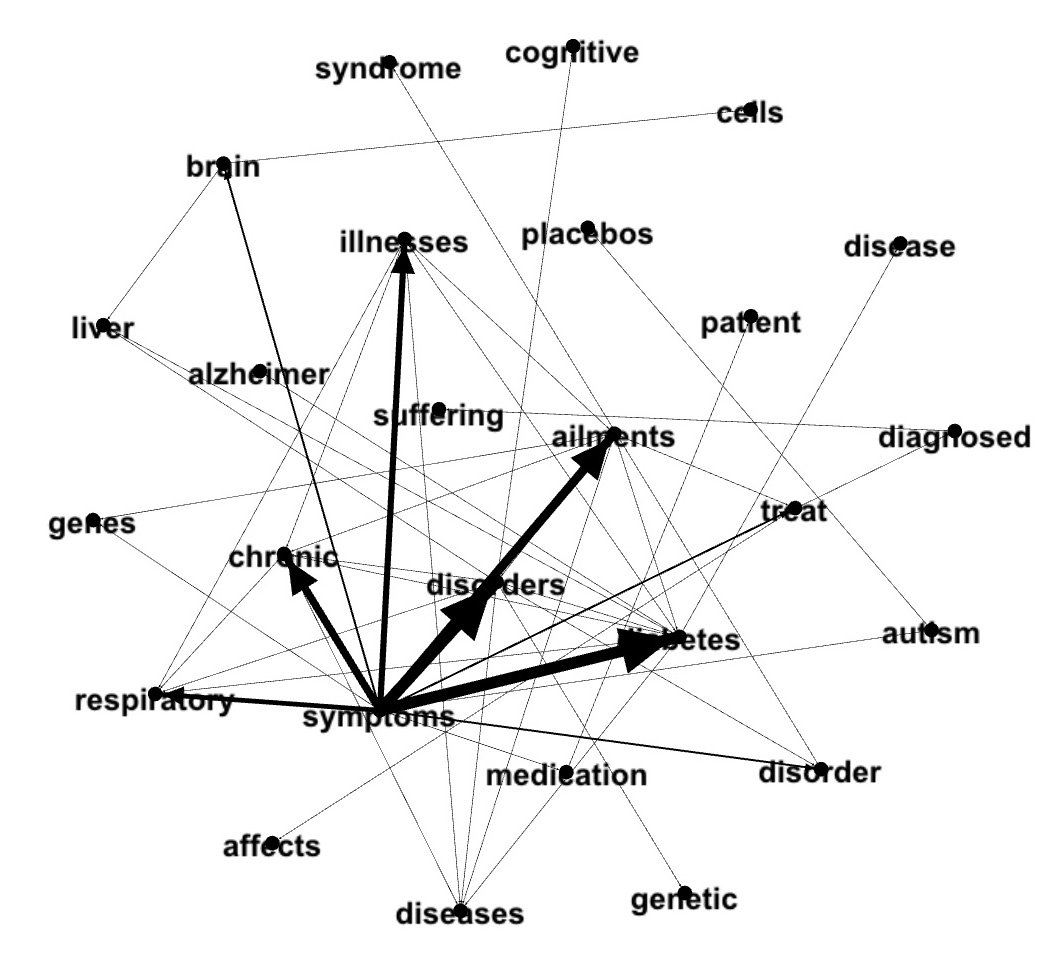 cognitive
syndrome
cells
brain
placebos
illnesses
disease
patient
liver
alzheimer
suffering
ailments
diagnosed
treat
genes
chronic
disorders
autism
diabetes
respiratory
symptoms
disorder
medication
affects
genetic
diseases